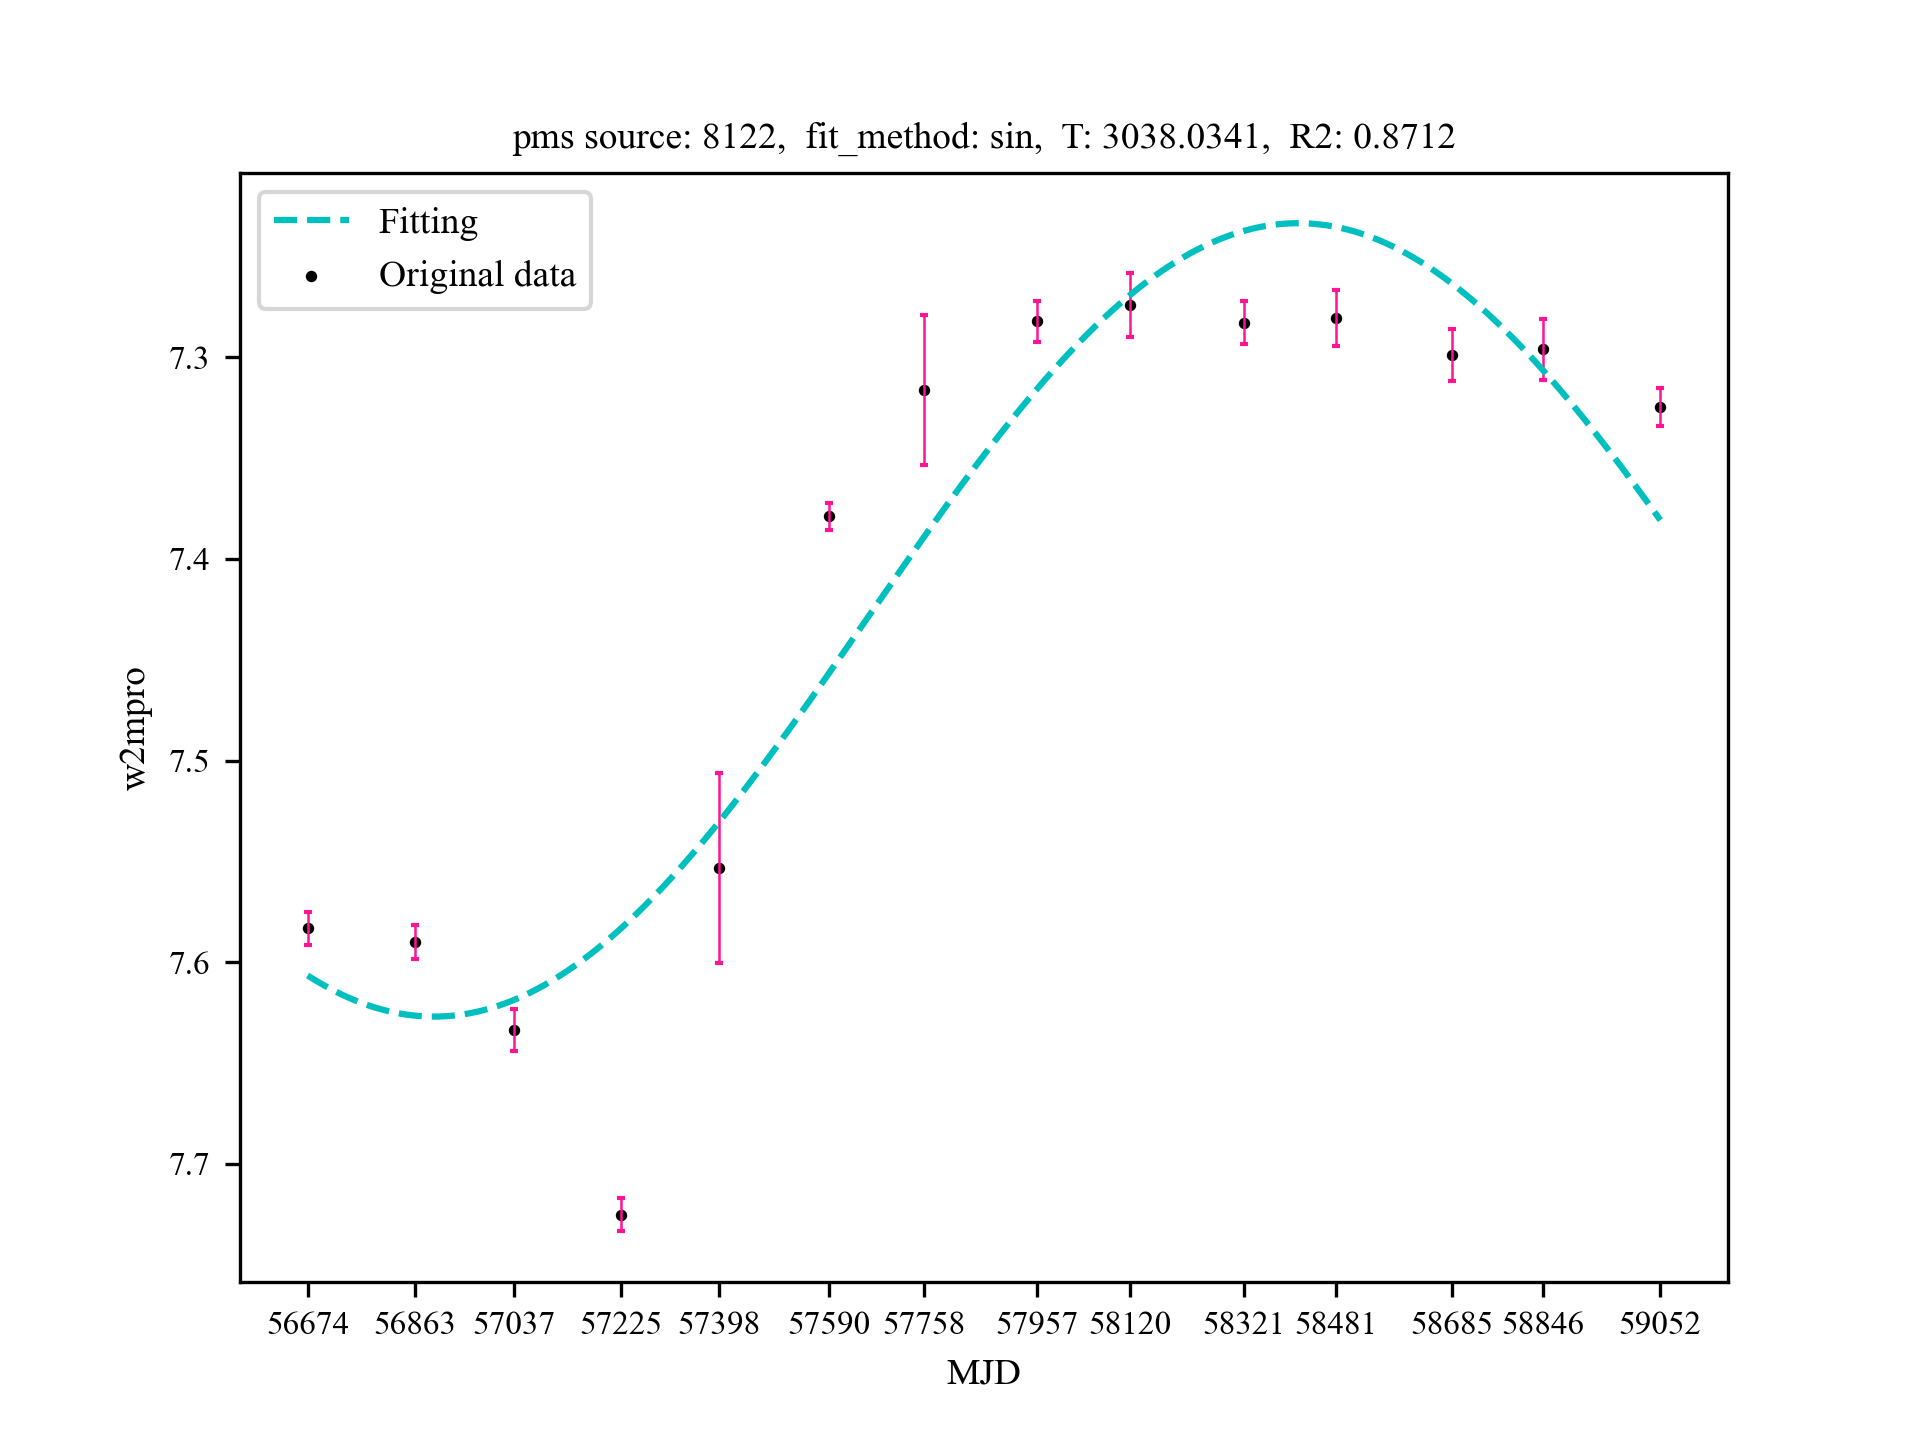 pms source: 8122,  fit_method: sin,  T: 3038.0341,  R2: 0.8712
Fitting
Original data
7.3
7.4
7.5
7.6
7.7
w2mpro
56674 56863 57037 57225 57398 57590 57758 57957 58120 58321 58481 58685 58846 59052
MJD